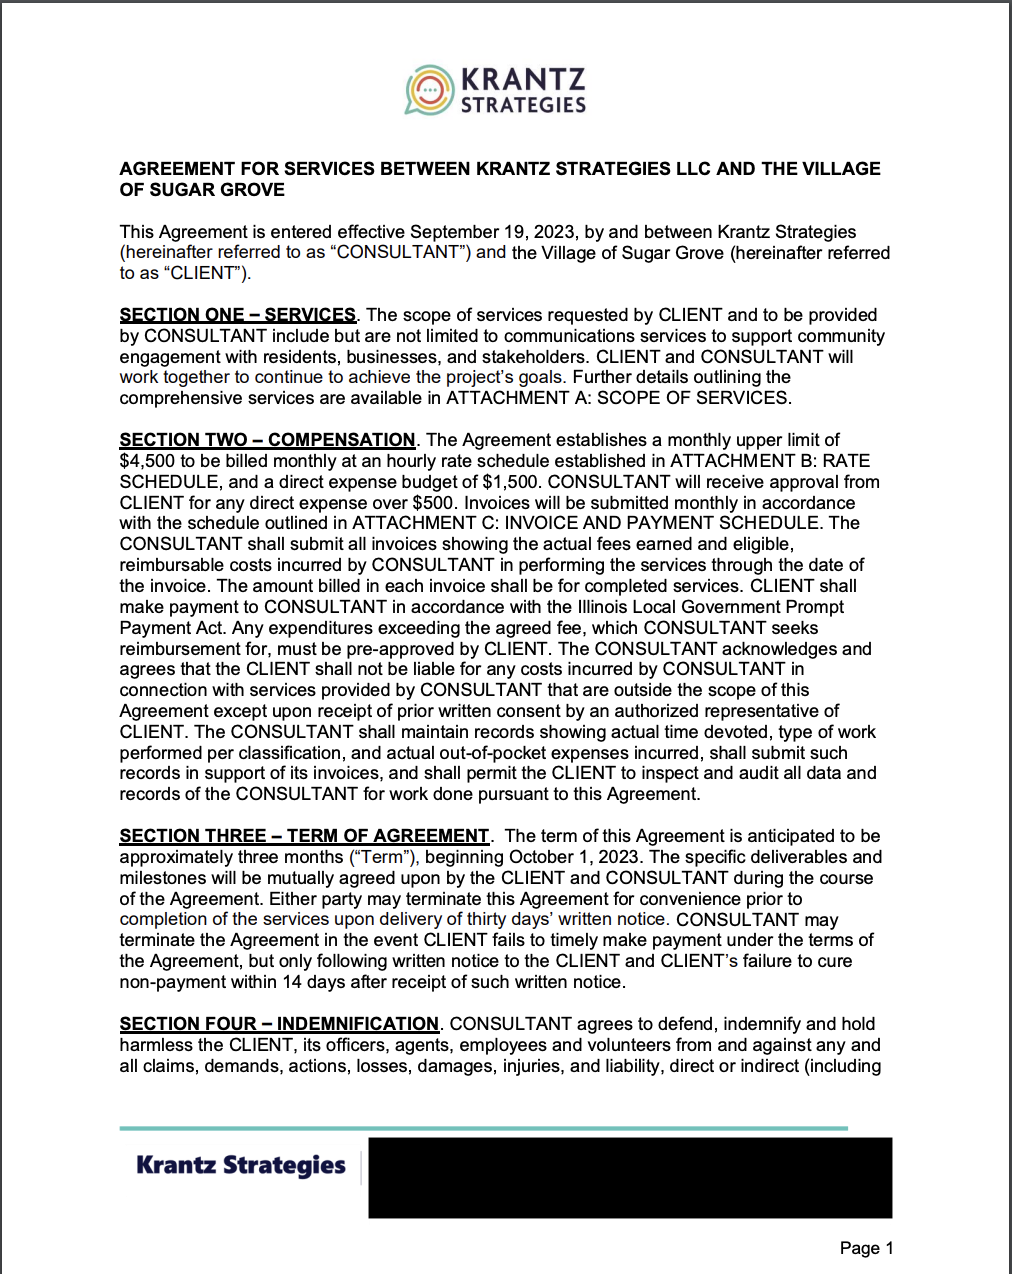 KRANTZ
STRATEGIES
AGREEMENT FOR SERVICES BETWEEN KRANTZ STRATEGIES LLC AND THE VILLAGE
OF SUGAR GROVE
This Agreement is entered effective September 19, 2023, by and between Krantz Strategies
(hereinafter referred to as “CONSULTANT”) and the Village of Sugar Grove (hereinafter referred
to as “CLIENT”).
SECTION ONE – SERVICES. The scope of services requested by CLIENT and to be provided
by CONSULTANT include but are not limited to communications services to support community
engagement with residents, businesses, and stakeholders. CLIENT and CONSULTANT will
work together to continue to achieve the project’s goals. Further details outlining the
comprehensive services are available in ATTACHMENT A: SCOPE OF SERVICES.
SECTION TWO – COMPENSATION. The Agreement establishes a monthly upper limit of
$4,500 to be billed monthly at an hourly rate schedule established in ATTACHMENT B: RATE
SCHEDULE, and a direct expense budget of $1,500. CONSULTANT will receive approval from
CLIENT for any direct expense over $500. Invoices will be submitted monthly in accordance
with the schedule outlined in ATTACHMENT C: INVOICE AND PAYMENT SCHEDULE. The
CONSULTANT shall submit all invoices showing the actual fees earned and eligible,
reimbursable costs incurred by CONSULTANT in performing the services through the date of
the invoice. The amount billed in each invoice shall be for completed services. CLIENT shall
make payment to CONSULTANT in accordance with the Illinois Local Government Prompt
Payment Act. Any expenditures exceeding the agreed fee, which CONSULTANT seeks
reimbursement for, must be pre-approved by CLIENT. The CONSULTANT acknowledges and
agrees that the CLIENT shall not be liable for any costs incurred by CONSULTANT in
connection with services provided by CONSULTANT that are outside the scope of this
Agreement except upon receipt of prior written consent by an authorized representative of
CLIENT. The CONSULTANT shall maintain records showing actual time devoted, type of work
performed per classification, and actual out-of-pocket expenses incurred, shall submit such
records in support of its invoices, and shall permit the CLIENT to inspect and audit all data and
records of the CONSULTANT for work done pursuant to this Agreement.
SECTION THREE – TERM OF AGREEMENT. The term of this Agreement is anticipated to be
approximately three months (“Term”), beginning October 1, 2023. The specific deliverables and
milestones will be mutually agreed upon by the CLIENT and CONSULTANT during the course
of the Agreement. Either party may terminate this Agreement for convenience prior to
completion of the services upon delivery of thirty days’ written notice. CONSULTANT may
terminate the Agreement in the event CLIENT fails to timely make payment under the terms of
the Agreement, but only following written notice to the CLIENT and CLIENT’s failure to cure
non-payment within 14 days after receipt of such written notice.
SECTION FOUR – INDEMNIFICATION. CONSULTANT agrees to defend, indemnify and hold
harmless the CLIENT, its officers, agents, employees and volunteers from and against any and
all claims, demands, actions, losses, damages, injuries, and liability, direct or indirect (including
Krantz Strategies
Page 1